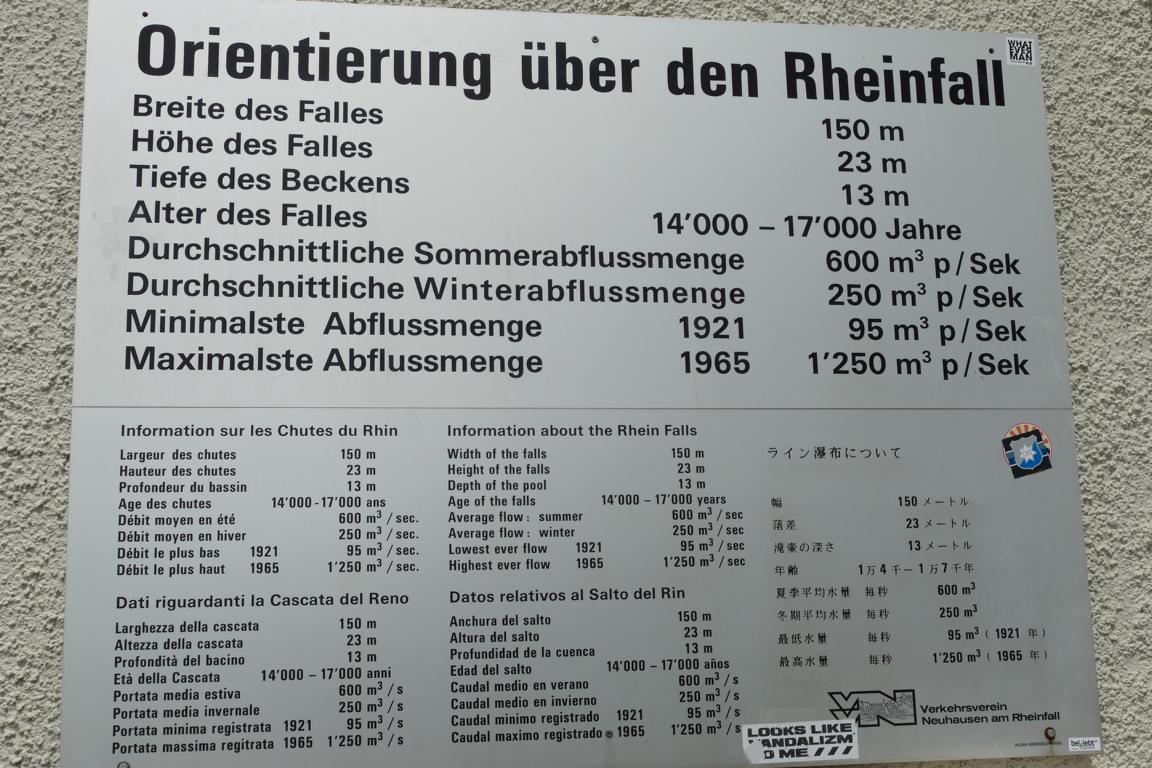 Orientierung über den Rheinfall
Breite des Falles 150 m
Höhe des Falles 23 m
Tiefe des Beckens 13 m
Alter des Falles 14'000 – 17'000 Jahre
Durchschnittliche Sommerabflussmenge 600 m³ p/Sek
Durchschnittliche Winterabflussmenge 250 m³ p/Sek
Minimalste Abflussmenge 1921 95 m³ p/Sek
Maximalste Abflussmenge 1965 1'250 m³ p/Sek
WHAT
EVER
EVER
MAN
Information sur les Chutes du Rhin
Largeur des chutes 150 m
Hauteur des chutes 23 m
Profondeur du bassin 13 m
Age des chutes 14'000-17'000 ans
Débit moyen en été 600 m³/sec.
Débit moyen en hiver 250 m³/sec.
Débit le plus bas 1921 95 m³/sec.
Débit le plus haut 1965 1'250 m³/sec.
Information about the Rhein Falls
Width of the falls 150 m
Height of the falls 23 m
Depth of the pool 13 m
Age of the falls 14'000 – 17'000 years
Average flow: summer 600 m³/sec
Average flow: winter 250 m³/sec
Lowest ever flow 1921 95 m³/sec
Highest ever flow 1965 1'250 m³/sec
ライン瀑布について
幅 150 メートル
落差 23 メートル
滝壷の深さ 13 メートル
年齢 1万4千ー1万7千年
夏季平均水量 毎秒 600 m³
冬期平均水量 毎秒 250 m³
最低水量 毎秒 95 m³ (1921 年)
最高水量 毎秒 1'250 m³ (1965 年)
Dati riguardanti la Cascata del Reno
Larghezza della cascata 150 m
Altezza della cascata 23 m
Profondità del bacino 13 m
Età della Cascata 14'000 – 17'000 anni
Portata media estiva 600 m³/s
Portata media invernale 250 m³/s
Portata minima registrata 1921 95 m³/s
Portata massima regitrata 1965 1'250 m³/s
Datos relativos al Salto del Rin
Anchura del salto 150 m
Altura del salto 23 m
Profundidad de la cuenca 13 m
Edad del salto 14'000 – 17'000 años
Caudal medio en verano 600 m³/s
Caudal medio en invierno 250 m³/s
Caudal minimo registrado 1921 95 m³/s
Caudal maximo registrado 1965 1'250 m³/s
VN
Verkehrsverein
Neuhausen am Rheinfall
LOOKS LIKE
VANDALIZM
TO ME ///
belebt